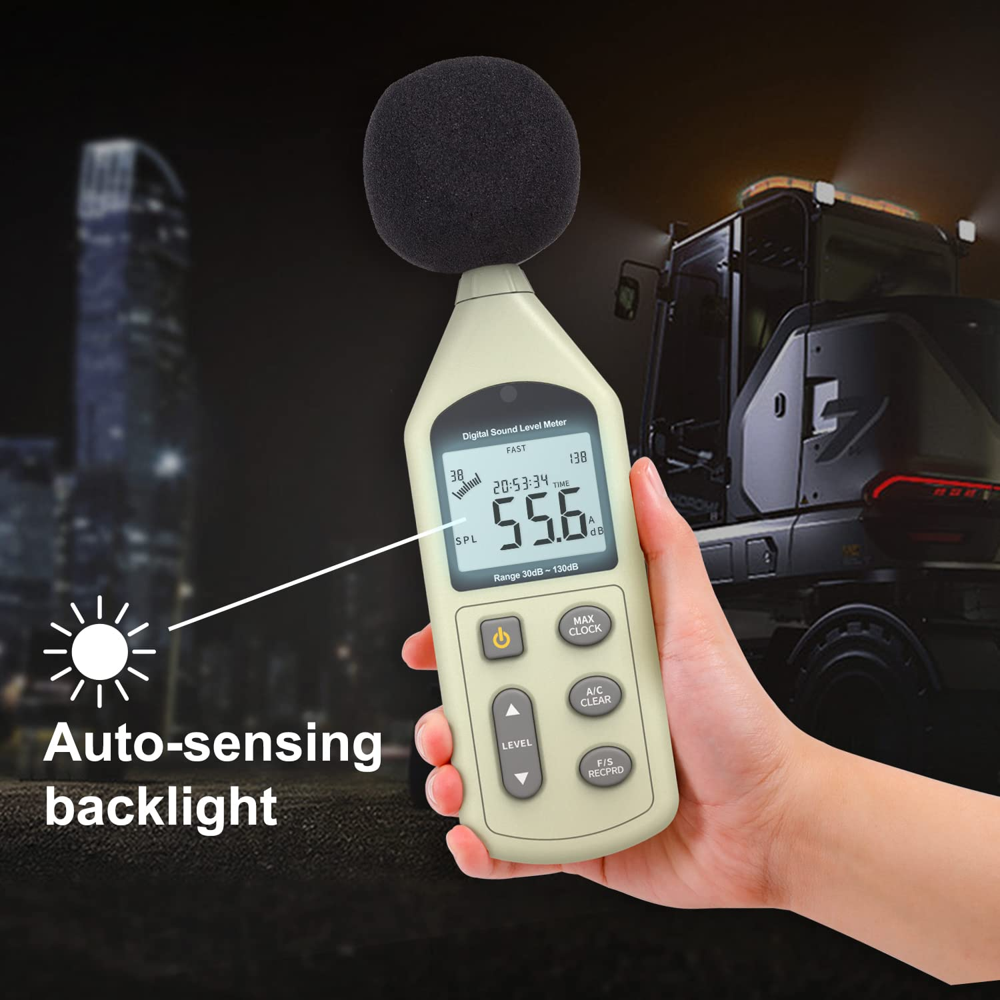 Digital Sound Level Meter
FAST
38
138
20:53:34 TIME
55.6
A
dB
SPL
Range 30dB ~ 130dB
MAX
CLOCK
A/C
CLEAR
LEVEL
F/S
RECPRD
Auto-sensing
backlight